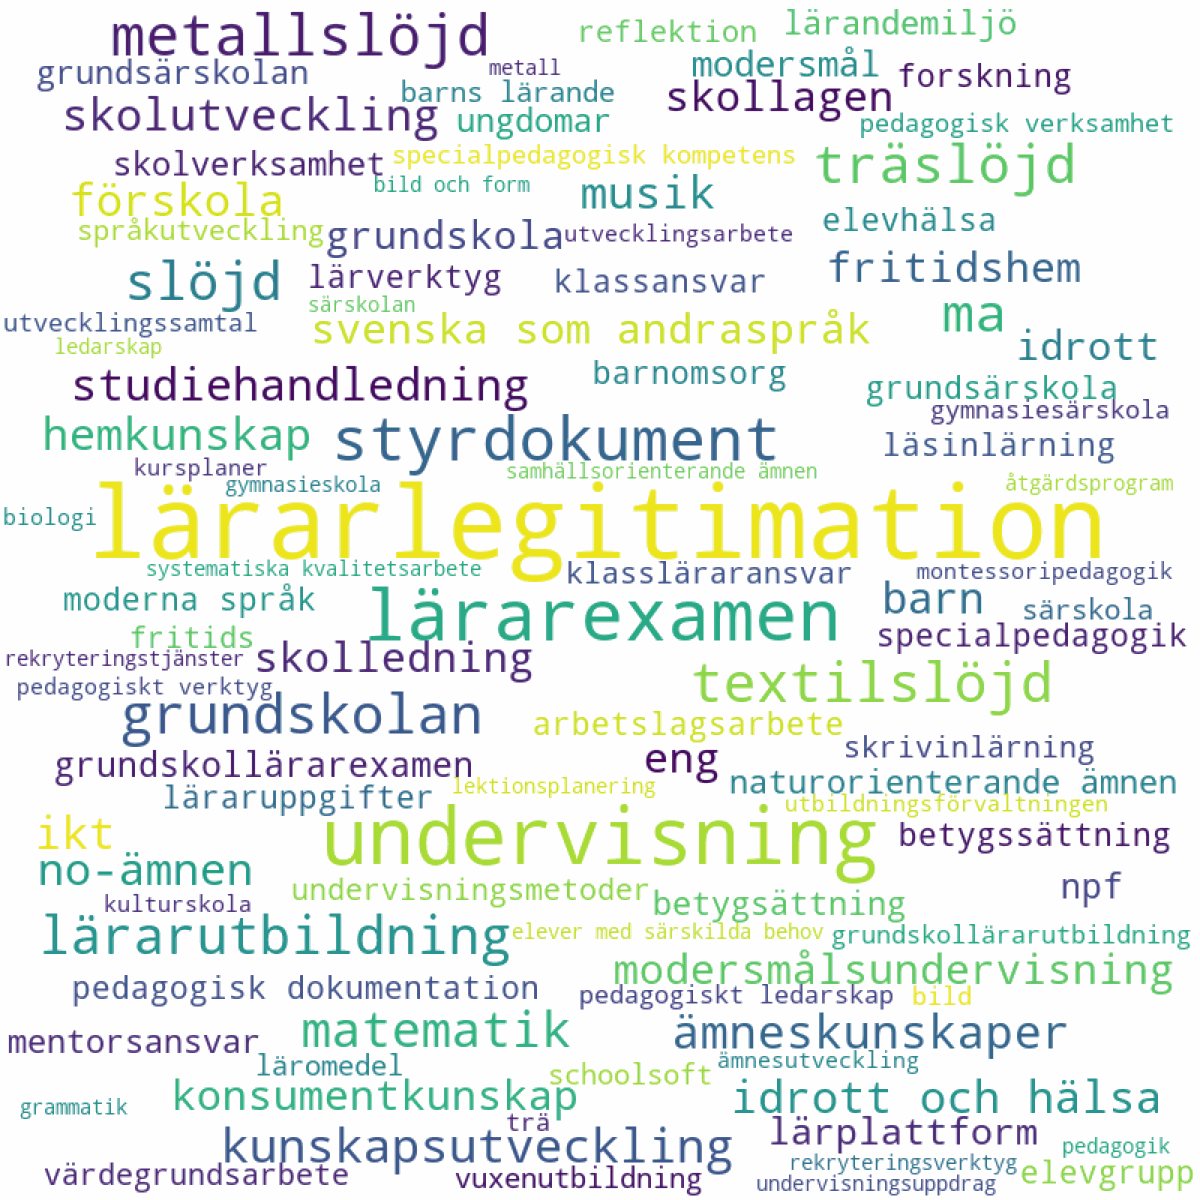 metallslöjd
reflektion
lärandemiljö
grundsärskolan
metall
modersmål
forskning
barns lärande
skollagen
skolutveckling
ungdomar
pedagogisk verksamhet
skolverksamhet
specialpedagogisk kompetens
träslöjd
förskola
bild och form
musik
språkutveckling
grundskola
utvecklingsarbete
elevhälsa
slöjd
lärverktyg
klassansvar
fritidshem
särskolan
utvecklingssamtal
svenska som andraspråk
ma
ledarskap
idrott
studiehandledning
barnomsorg
grundsärskola
gymnasiesärskola
hemkunskap
styrdokument
läsinlärning
kursplaner
samhällsorienterande ämnen
gymnasieskola
åtgärdsprogram
biologi
lärarlegitimation
systematiska kvalitetsarbete
klassläraransvar
montessoripedagogik
moderna språk
lärarexamen
barn
särskola
fritids
specialpedagogik
rekryteringstjänster
skolledning
pedagogiskt verktyg
textilslöjd
grundskolan
arbetslagsarbete
skrivinlärning
grundskollärarexamen
eng
naturorienterande ämnen
läraruppgifter
lektionsplanering
utbildningsförvaltningen
ikt
undervisning
betygssättning
no-ämnen
undervisningsmetoder
npf
kulturskola
betygsättning
lärarutbildning
elever med särskilda behov
grundskollärarutbildning
modersmålsundervisning
pedagogisk dokumentation
pedagogiskt ledarskap
bild
mentorsansvar
matematik
ämneskunskaper
läromedel
schoolsoft
ämnesutveckling
grammatik
konsumentkunskap
idrott och hälsa
trä
kunskapsutveckling
lärplattform
pedagogik
värdegrundsarbete
vuxenutbildning
rekryteringsverktyg
elevgrupp
undervisningsuppdrag